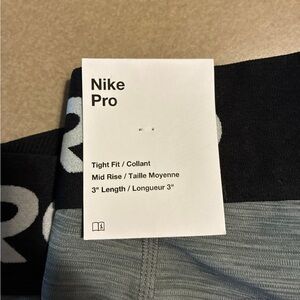 Nike
Pro
Tight Fit / Collant
Mid Rise / Taille Moyenne
3" Length / Longueur 3"